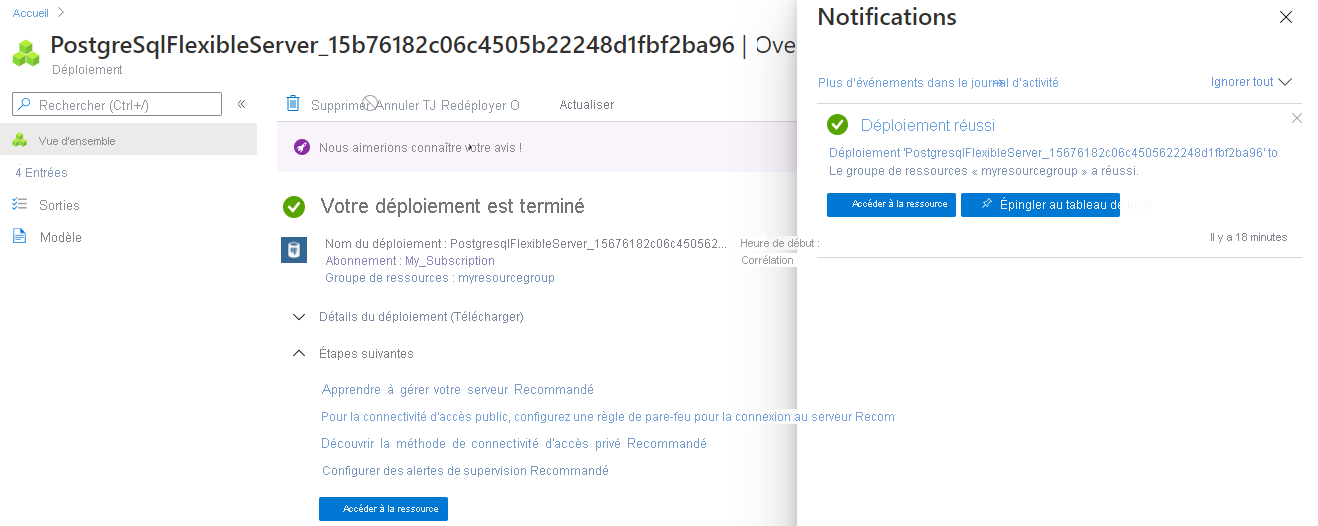 Accueil
PostgreSqlFlexibleServer_15b76182c06c4505b22248d1fbf2ba96 | Ove
Déploiement
Rechercher (Ctrl+/)
«
Vue d'ensemble
4 Entrées
Sorties
Modèle
Supprimer Annuler TJ Redéployer O Actualiser
Nous aimerions connaître votre avis !
Votre déploiement est terminé
Nom du déploiement : PostgresqlFlexibleServer_15676182c06c450562... Heure de début :
Abonnement : My_Subscription Corrélation
Groupe de ressources : myresourcegroup
Détails du déploiement (Télécharger)
Étapes suivantes
Apprendre à gérer votre serveur Recommandé
Pour la connectivité d'accès public, configurez une règle de pare-feu pour la connexion au serveur Recom
Découvrir la méthode de connectivité d'accès privé Recommandé
Configurer des alertes de supervision Recommandé
Accéder à la ressource
Notifications
Plus d'événements dans le journal d'activité
Ignorer tout
Déploiement réussi
Déploiement 'PostgresqlFlexibleServer_15676182c06c4505622248d1fbf2ba96' to
Le groupe de ressources « myresourcegroup » a réussi.
Accéder à la ressource
Épingler au tableau de bord
Il y a 18 minutes